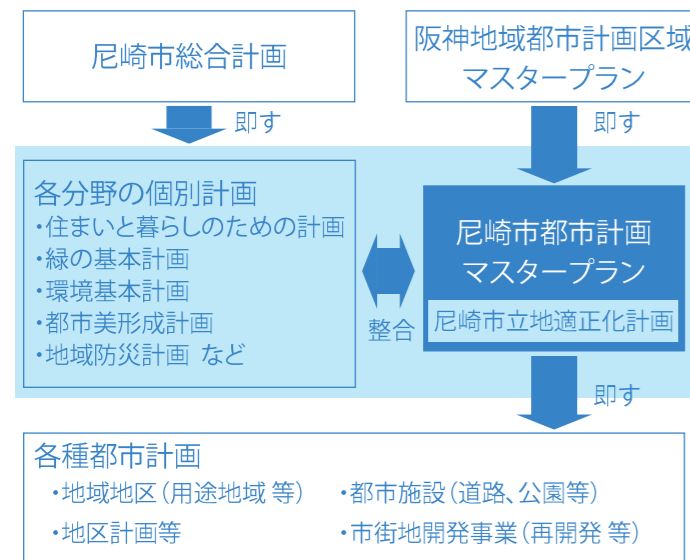 尼崎市総合計画
阪神地域都市計画区域
マスタープラン
即す
即す
各分野の個別計画
・住まいと暮らしのための計画
・緑の基本計画
・環境基本計画
・都市美形成計画
・地域防災計画 など
整合
尼崎市都市計画
マスタープラン
尼崎市立地適正化計画
即す
各種都市計画
・地域地区（用途地域 等）
・都市施設（道路、公園等）
・地区計画等
・市街地開発事業（再開発 等）